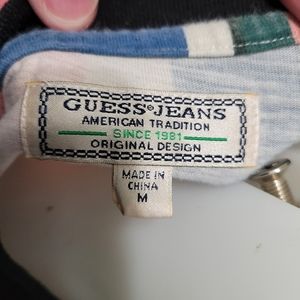 GUESS JEANS
AMERICAN TRADITION
SINCE 1981
ORIGINAL DESIGN
MADE IN
CHINA
M